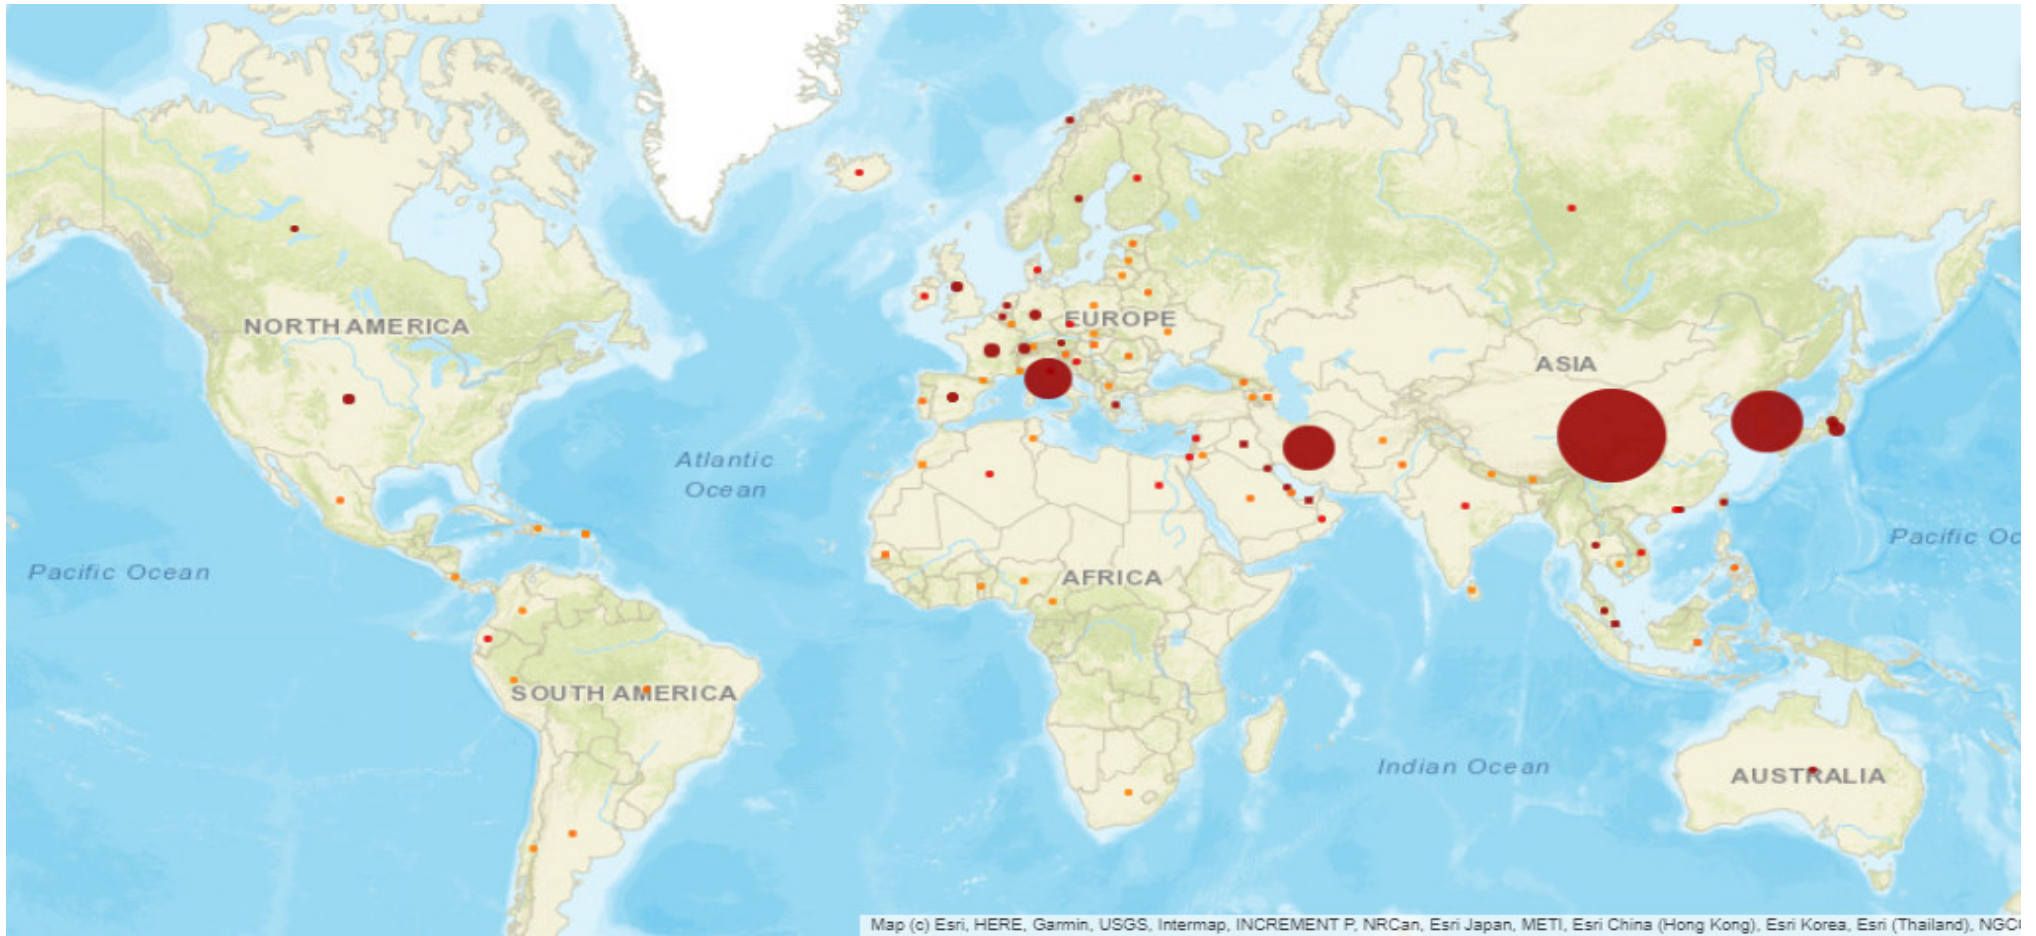 NORTH AMERICA
EUROPE
ASIA
Atlantic
Ocean
Pacific Oc
Pacific Ocean
AFRICA
SOUTH AMERICA
Indian Ocean
AUSTRALIA
Map (c) Esri, HERE, Garmin, USGS, Intermap, INCREMENT P, NRCan, Esri Japan, METI, Esri China (Hong Kong), Esri Korea, Esri (Thailand), NGC